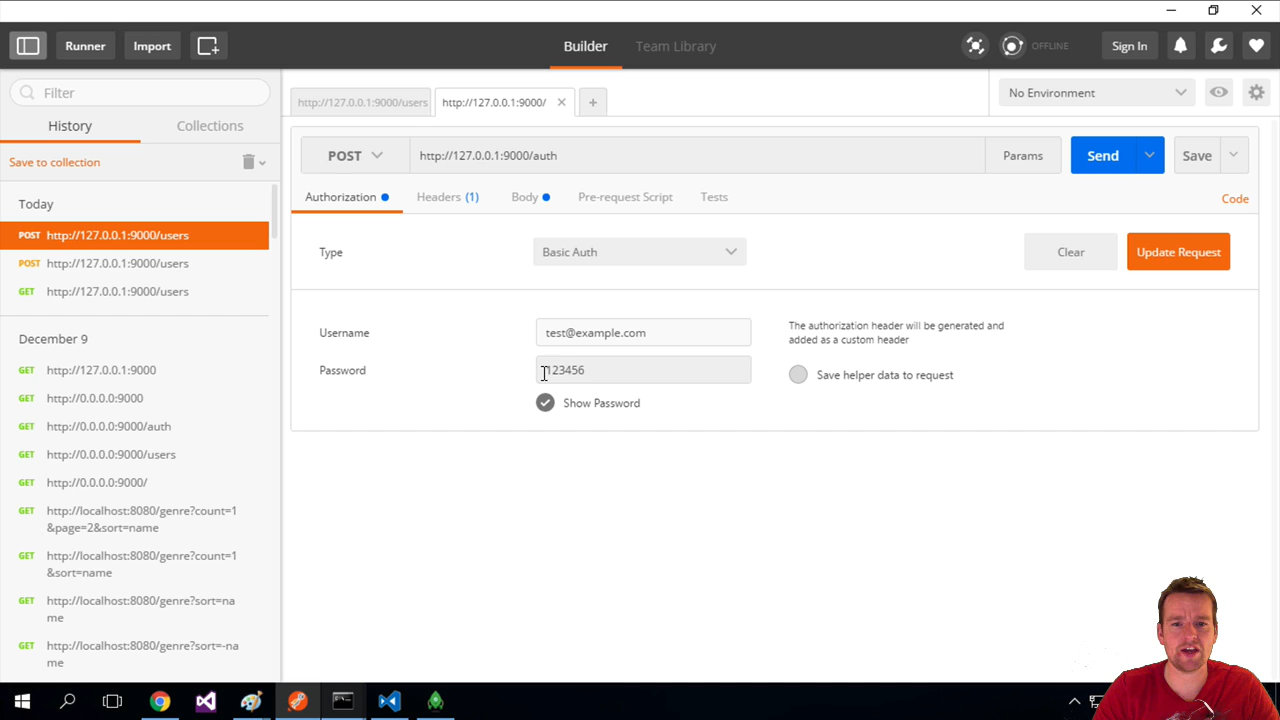 Runner
Import
Builder
Team Library
OFFLINE
Sign In
Filter
History
Collections
Save to collection
Today
POST http://127.0.0.1:9000/users
POST http://127.0.0.1:9000/users
GET http://127.0.0.1:9000/users
December 9
GET http://127.0.0.1:9000
GET http://0.0.0.0:9000
GET http://0.0.0.0:9000/auth
GET http://0.0.0.0:9000/users
GET http://0.0.0.0:9000/
GET http://localhost:8080/genre?count=1
&page=2&sort=name
GET http://localhost:8080/genre?count=1
&sort=name
GET http://localhost:8080/genre?sort=na
me
GET http://localhost:8080/genre?sort=-na
me
http://127.0.0.1:9000/users
http://127.0.0.1:9000/
No Environment
POST
http://127.0.0.1:9000/auth
Params
Send
Save
Authorization
Headers (1)
Body
Pre-request Script
Tests
Code
Type
Basic Auth
Clear
Update Request
Username
test@example.com
Password
123456
Show Password
The authorization header will be generated and
added as a custom header
Save helper data to request